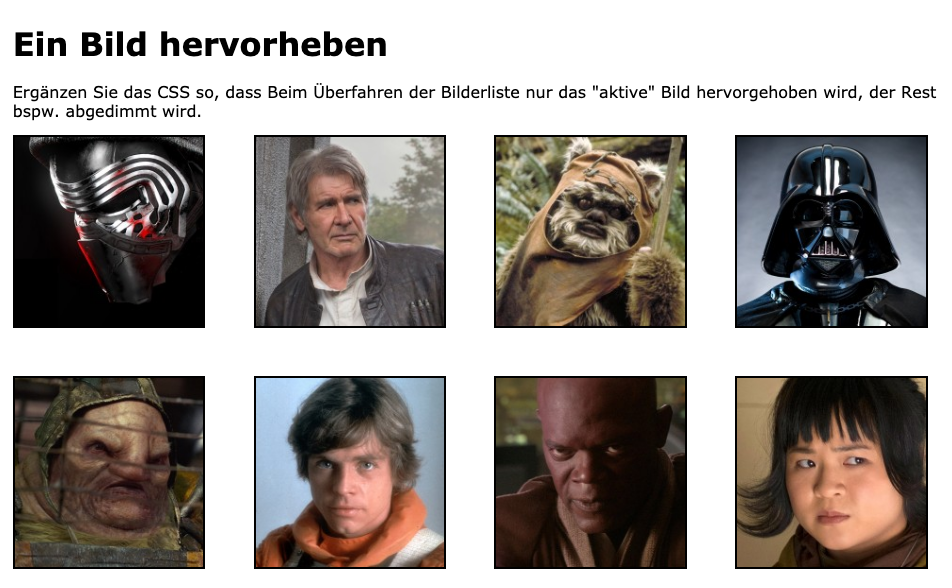 Ein Bild hervorheben
Ergänzen Sie das CSS so, dass Beim Überfahren der Bilderliste nur das "aktive" Bild hervorgehoben wird, der Rest
bspw. abgedimmt wird.